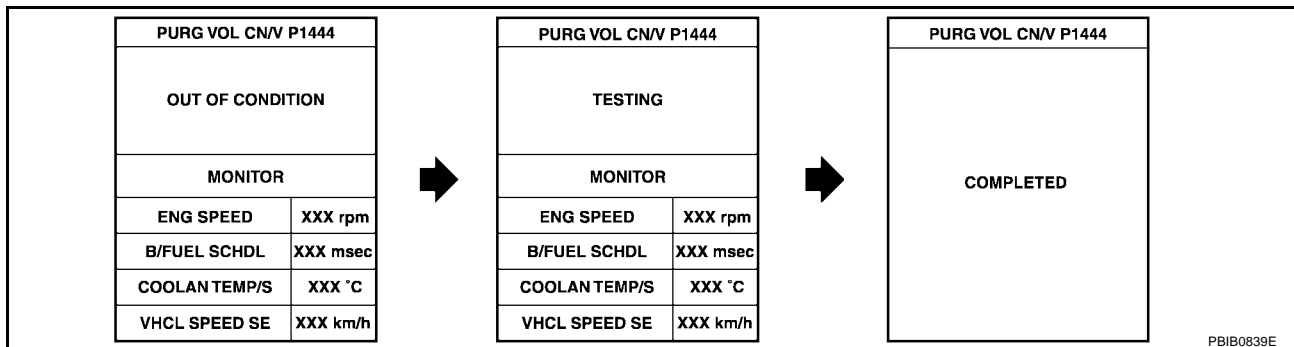 PURG VOL CN/V P1444
OUT OF CONDITION
MONITOR
ENG SPEED XXX rpm
B/FUEL SCHDL XXX msec
COOLAN TEMP/S XXX °C
VHCL SPEED SE XXX km/h
PURG VOL CN/V P1444
TESTING
MONITOR
ENG SPEED XXX rpm
B/FUEL SCHDL XXX msec
COOLAN TEMP/S XXX °C
VHCL SPEED SE XXX km/h
PURG VOL CN/V P1444
COMPLETED
PBIB0839E